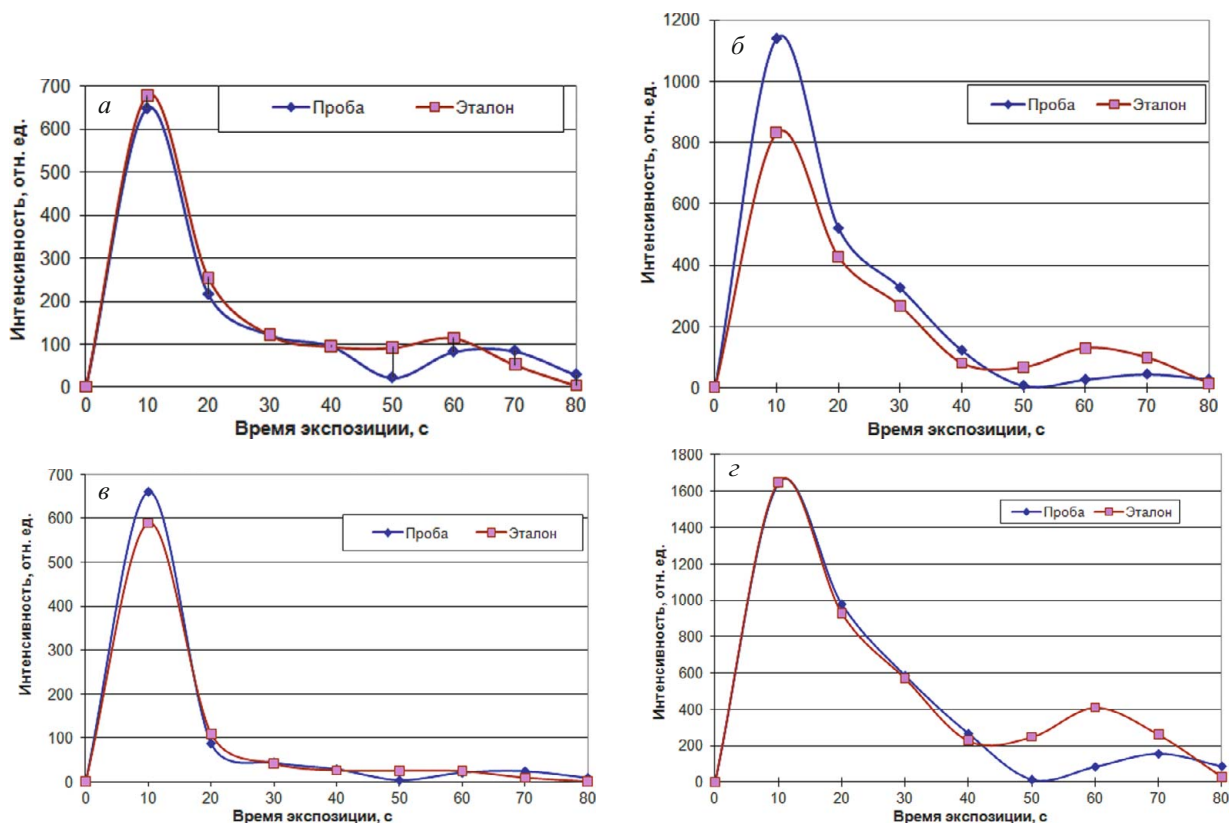 а
Проба
Эталон
Интенсивность, отн. ед.
700
600
500
400
300
200
100
0
0 10 20 30 40 50 60 70 80
Время экспозиции, с
б
Проба
Эталон
Интенсивность, отн. ед.
1200
1000
800
600
400
200
0
0 10 20 30 40 50 60 70 80
Время экспозиции, с
в
Проба
Эталон
Интенсивность, отн. ед.
700
600
500
400
300
200
100
0
0 10 20 30 40 50 60 70 80
Время экспозиции, с
г
Проба
Эталон
Интенсивность, отн. ед.
1800
1600
1400
1200
1000
800
600
400
200
0
0 10 20 30 40 50 60 70 80
Время экспозиции, с